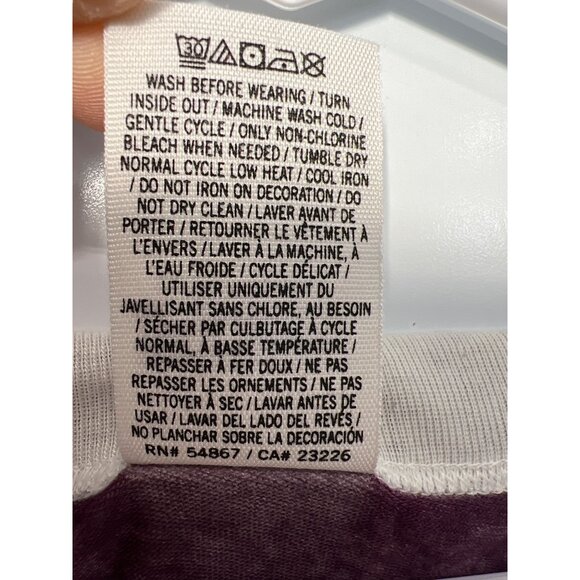 30
WASH BEFORE WEARING / TURN
INSIDE OUT / MACHINE WASH COLD /
GENTLE CYCLE / ONLY NON-CHLORINE
BLEACH WHEN NEEDED / TUMBLE DRY
NORMAL CYCLE LOW HEAT / COOL IRON
/ DO NOT IRON ON DECORATION / DO
NOT DRY CLEAN / LAVER AVANT DE
PORTER / RETOURNER LE VÊTEMENT À
L'ENVERS / LAVER À LA MACHINE, À
L'EAU FROIDE / CYCLE DÉLICAT /
UTILISER UNIQUEMENT DU
JAVELLISANT SANS CHLORE, AU BESOIN
/ SÉCHER PAR CULBUTAGE À CYCLE
NORMAL, À BASSE TEMPÉRATURE /
REPASSER À FER DOUX / NE PAS
REPASSER LES ORNEMENTS / NE PAS
NETTOYER À SEC / LAVAR ANTES DE
USAR / LAVAR DEL LADO DEL REVÉS /
NO PLANCHAR SOBRE LA DECORACIÓN
RN# 54867 / CA# 23226